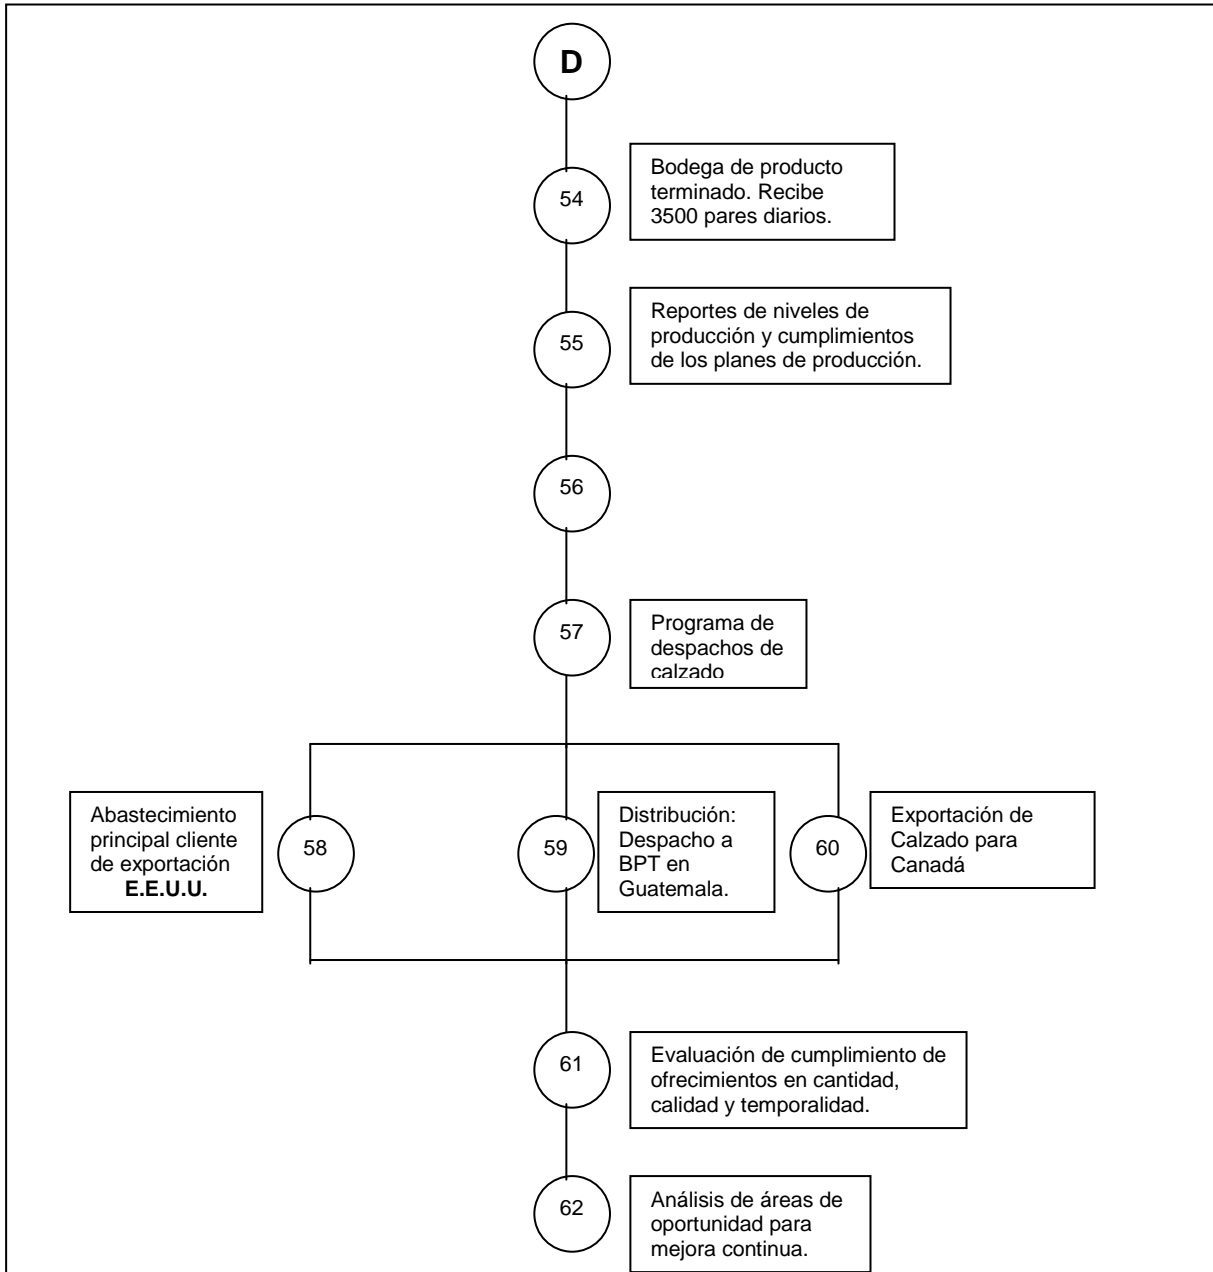 D
54
Bodega de producto
terminado. Recibe
3500 pares diarios.
55
Reportes de niveles de
producción y cumplimientos
de los planes de producción.
56
57
Programa de
despachos de
calzado
Abastecimiento
principal cliente
de exportación
E.E.U.U.
58
59
Distribución:
Despacho a
BPT en
Guatemala.
60
Exportación de
Calzado para
Canadá
61
Evaluación de cumplimiento de
ofrecimientos en cantidad,
calidad y temporalidad.
62
Análisis de áreas de
oportunidad para
mejora continua.